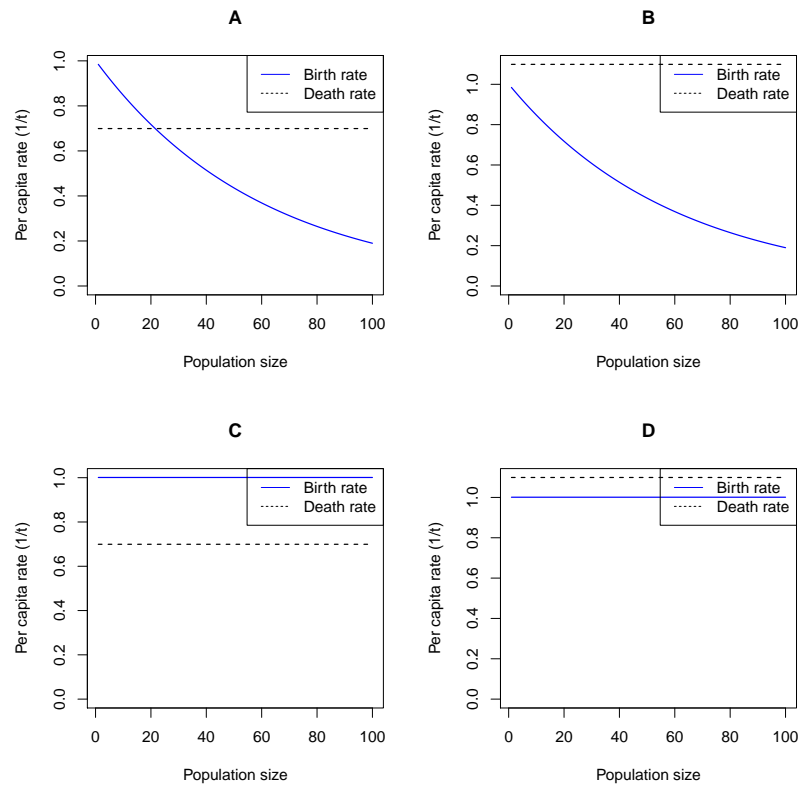 A
Per capita rate (1/t)
1.0
0.8
0.6
0.4
0.2
0.0
Birth rate
Death rate
0 20 40 60 80 100
Population size
B
Per capita rate (1/t)
1.0
0.8
0.6
0.4
0.2
0.0
Birth rate
Death rate
0 20 40 60 80 100
Population size
C
Per capita rate (1/t)
1.0
0.8
0.6
0.4
0.2
0.0
Birth rate
Death rate
0 20 40 60 80 100
Population size
D
Per capita rate (1/t)
1.0
0.8
0.6
0.4
0.2
0.0
Birth rate
Death rate
0 20 40 60 80 100
Population size